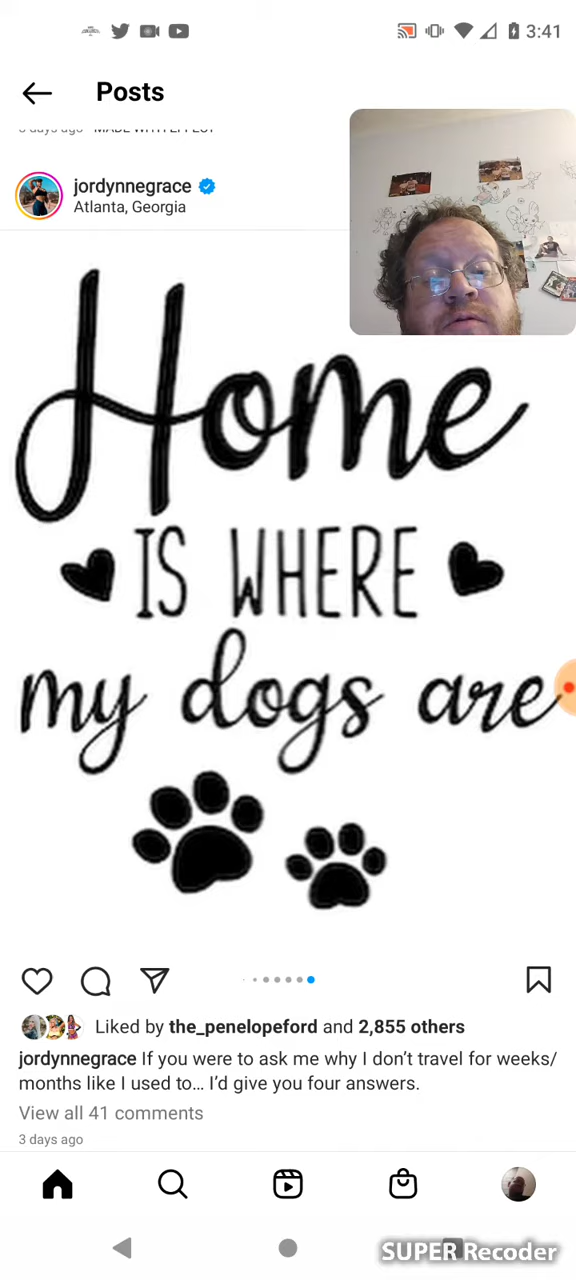 3:41
Posts
jordynnegrace
Atlanta, Georgia
Home
IS WHERE
my dogs are
Liked by the_penelopeford and 2,855 others
jordynnegrace If you were to ask me why I don't travel for weeks/
months like I used to... I'd give you four answers.
View all 41 comments
3 days ago
SUPER Recoder